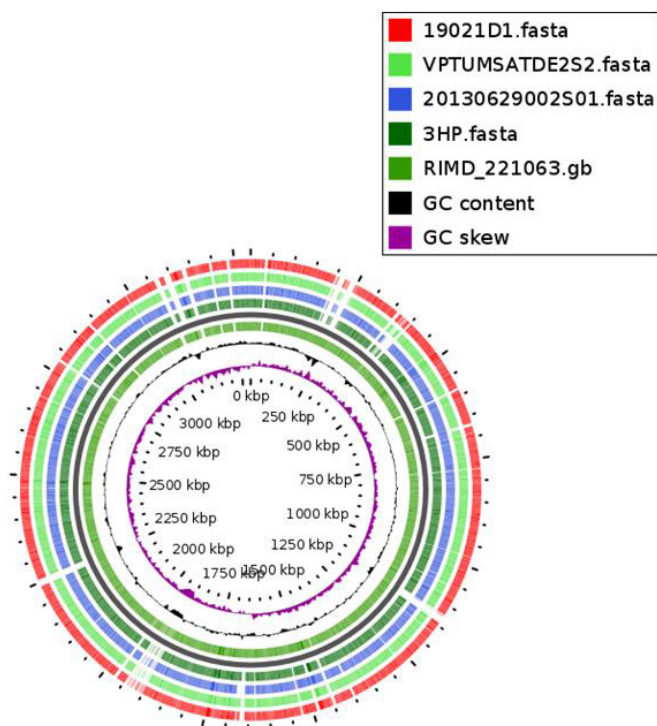 19021D1.fasta
VPTUMSATDE2S2.fasta
20130629002S01.fasta
3HP.fasta
RIMD_221063.gb
GC content
GC skew
0 kbp
250 kbp
500 kbp
750 kbp
1000 kbp
1250 kbp
1500 kbp
1750 kbp
2000 kbp
2250 kbp
2500 kbp
2750 kbp
3000 kbp